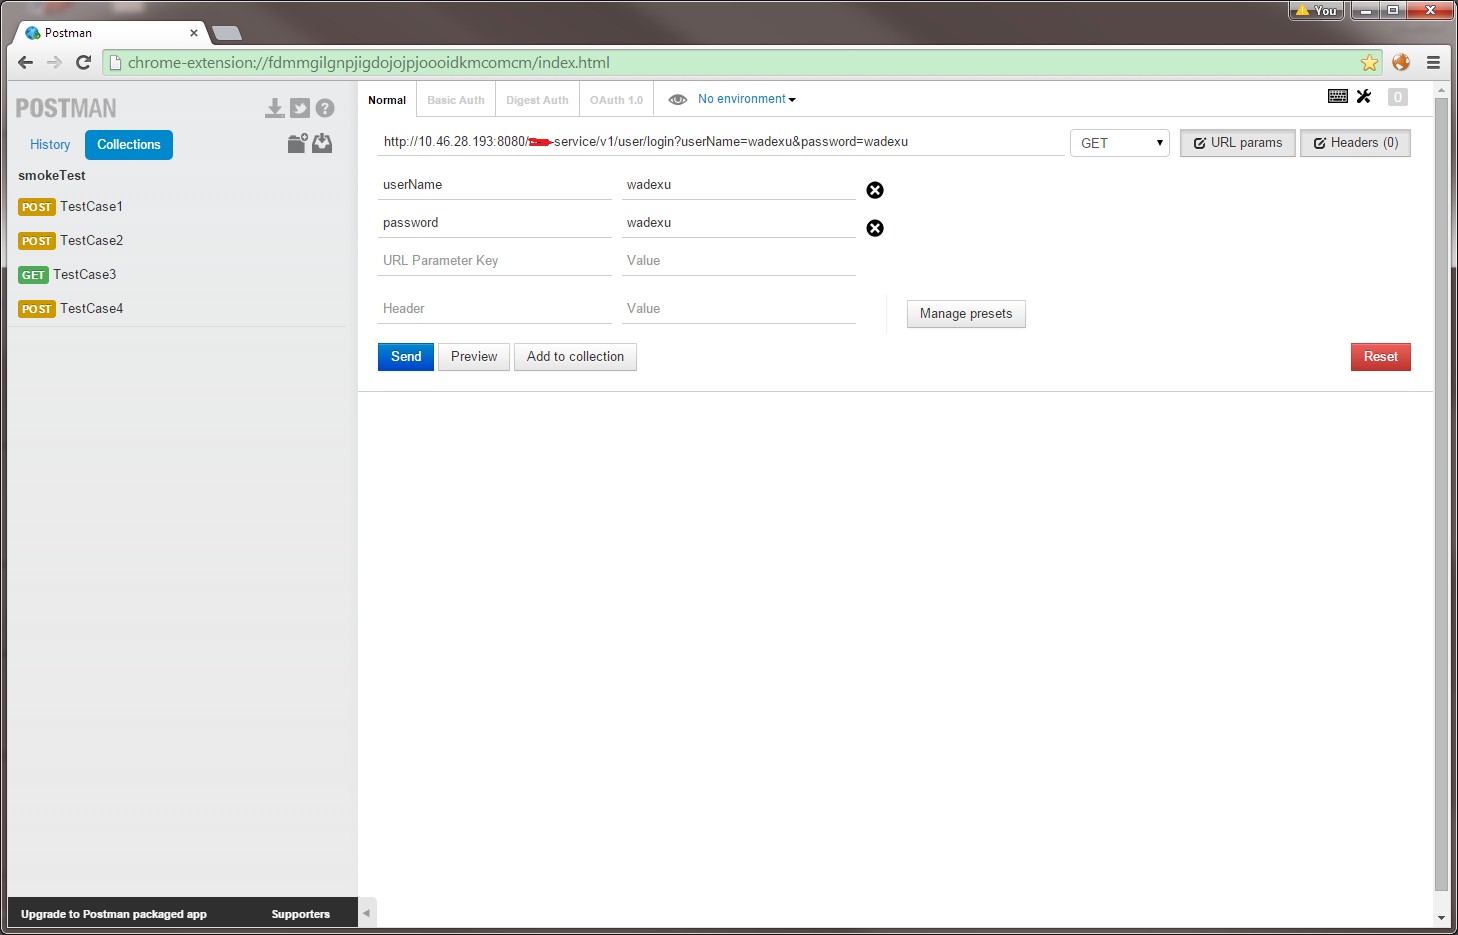 You
Postman
chrome-extension://fdmmgilgnpjigdojojpjoooidkmcomcm/index.html
POSTMAN
Normal Basic Auth Digest Auth OAuth 1.0 No environment 0
History Collections
http://10.46.28.193:8080/ -service/v1/user/login?userName=wadexu&password=wadexu GET URL params Headers (0)
smokeTest
userName wadexu
POST TestCase1
password wadexu
POST TestCase2
URL Parameter Key Value
GET TestCase3
Header Value Manage presets
POST TestCase4
Send Preview Add to collection Reset
Upgrade to Postman packaged app Supporters